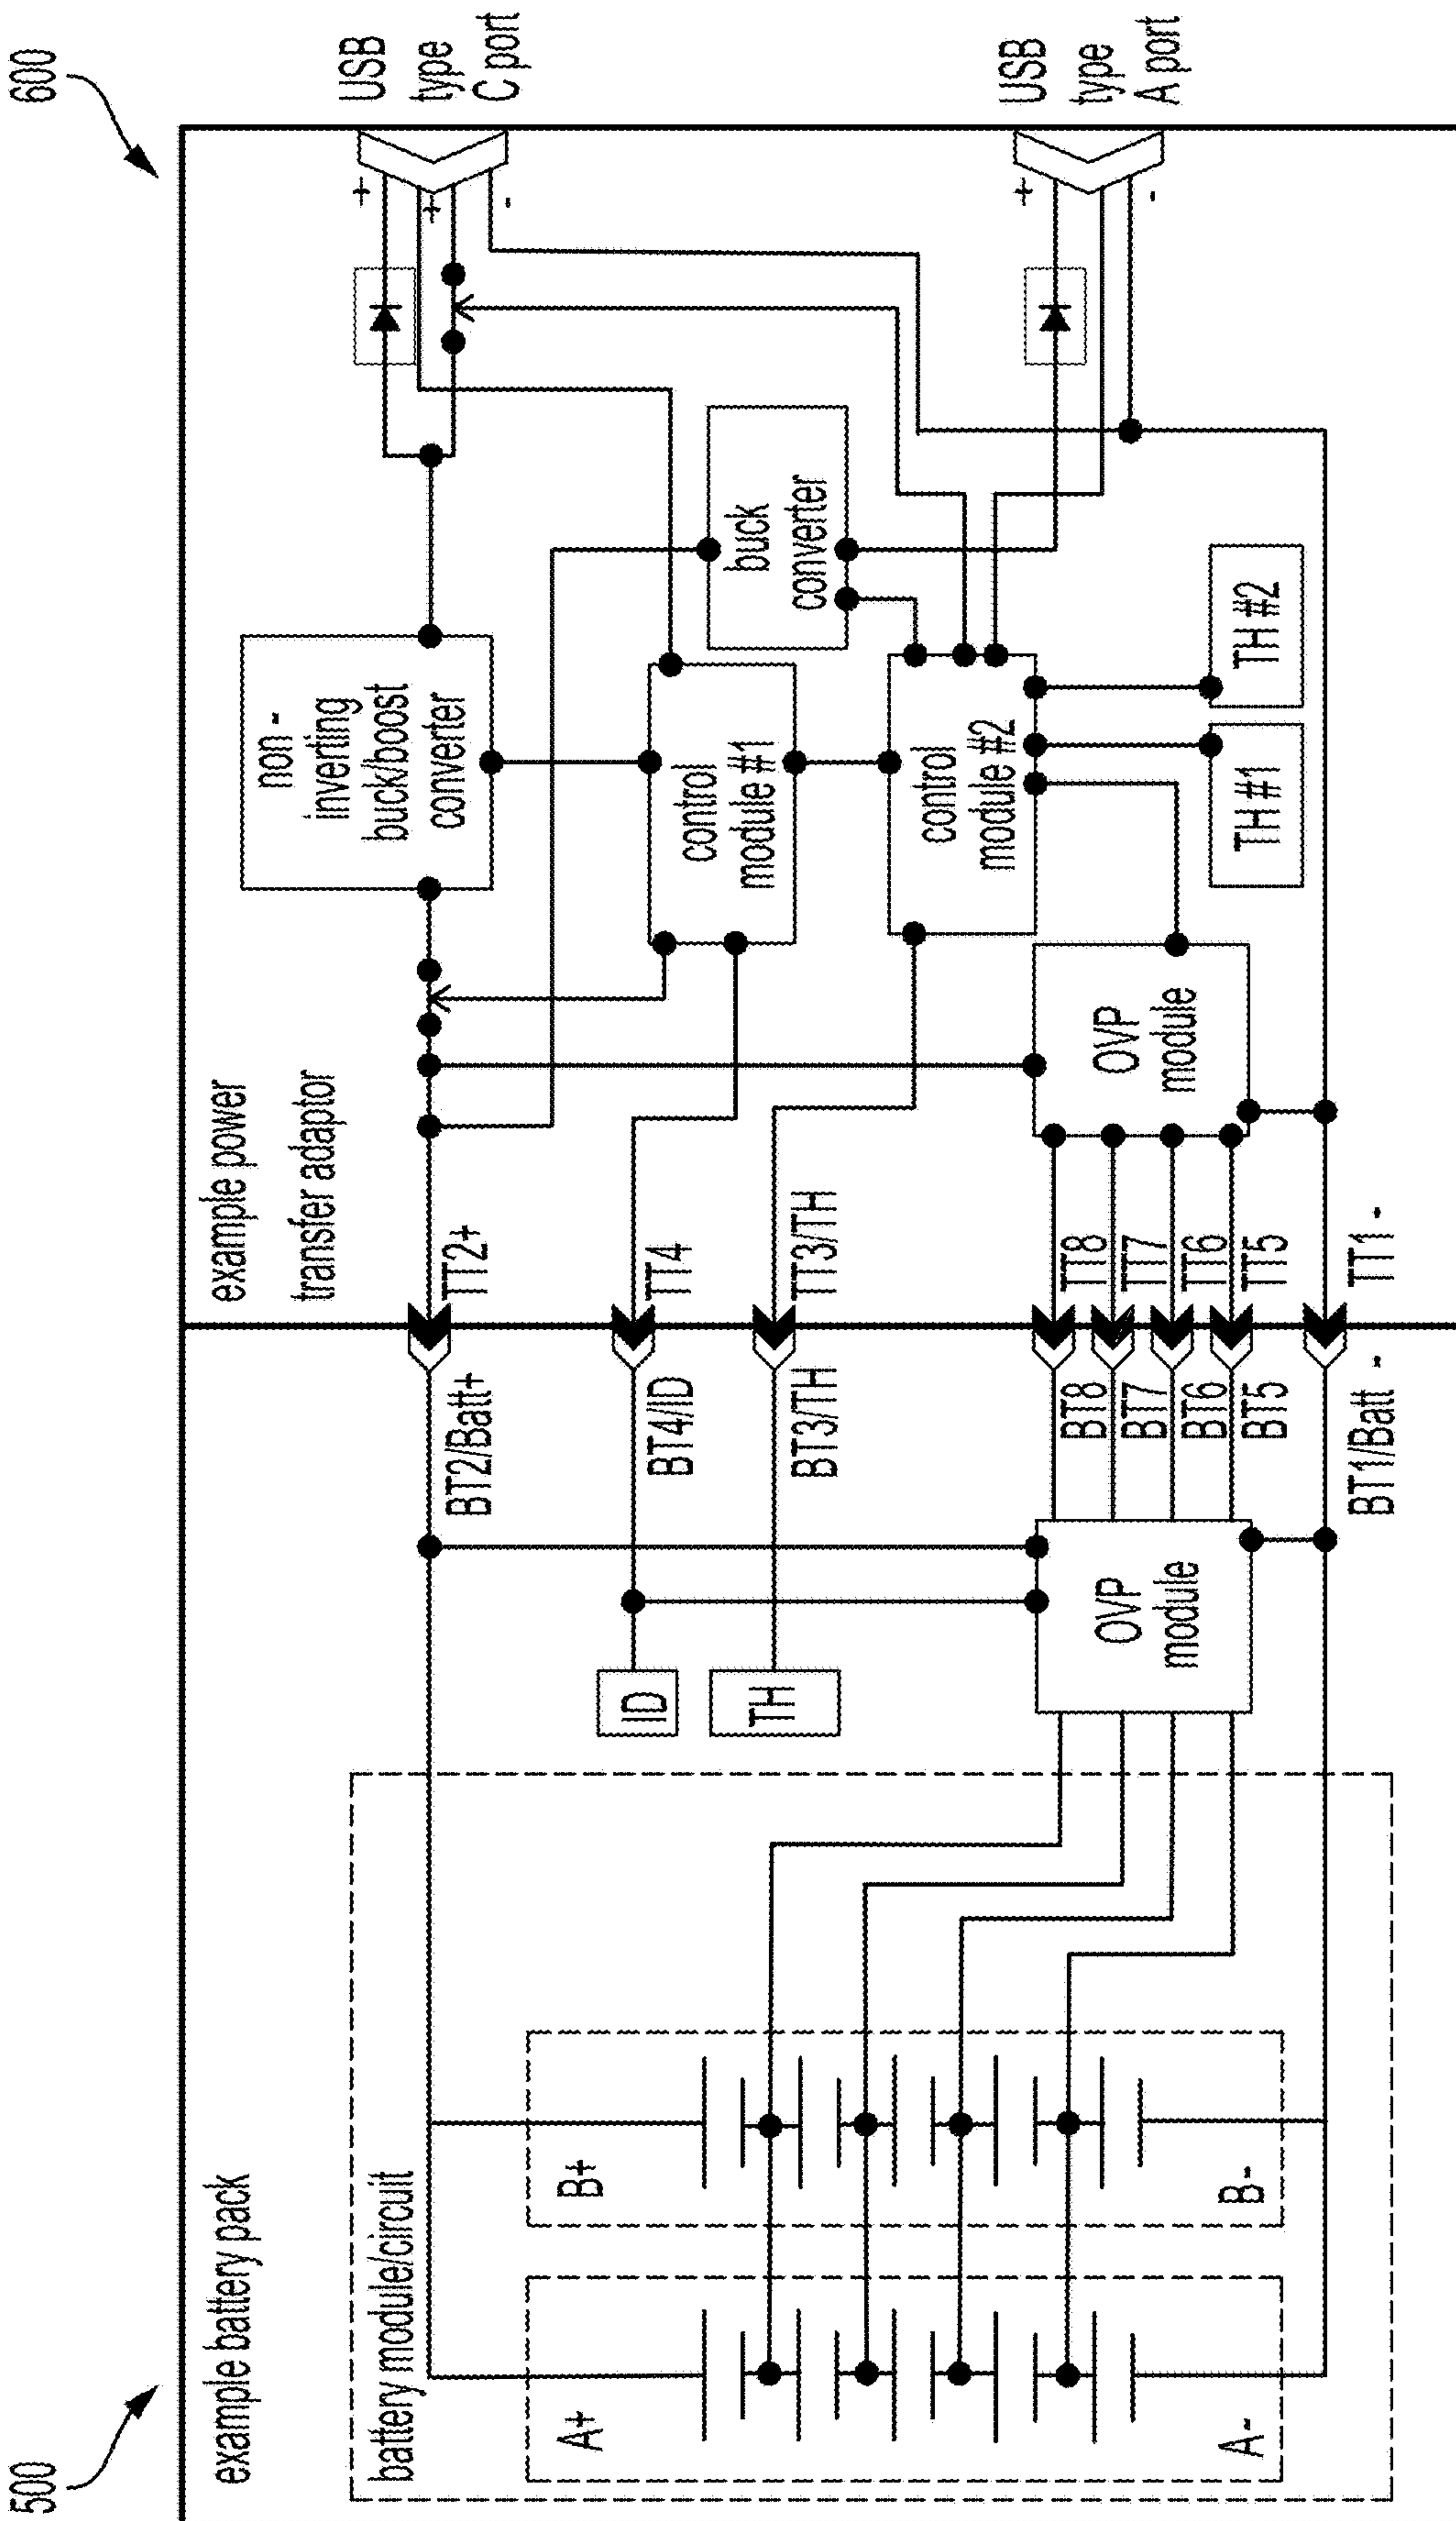 500
600
example battery pack
battery module/circuit
A+
A-
B+
B-
ID
TH
OVP
module
BT2/Batt+
BT4/ID
BT3/TH
BT8
BT7
BT6
BT5
BT1/Batt -
example power
transfer adaptor
TT2+
TT4
TT3/TH
TT8
TT7
TT6
TT5
TT1 -
OVP
module
non -
inverting
buck/boost
converter
control
module #1
control
module #2
buck
converter
TH #1
TH #2
+
+
-
USB
type
C port
+
-
USB
type
A port